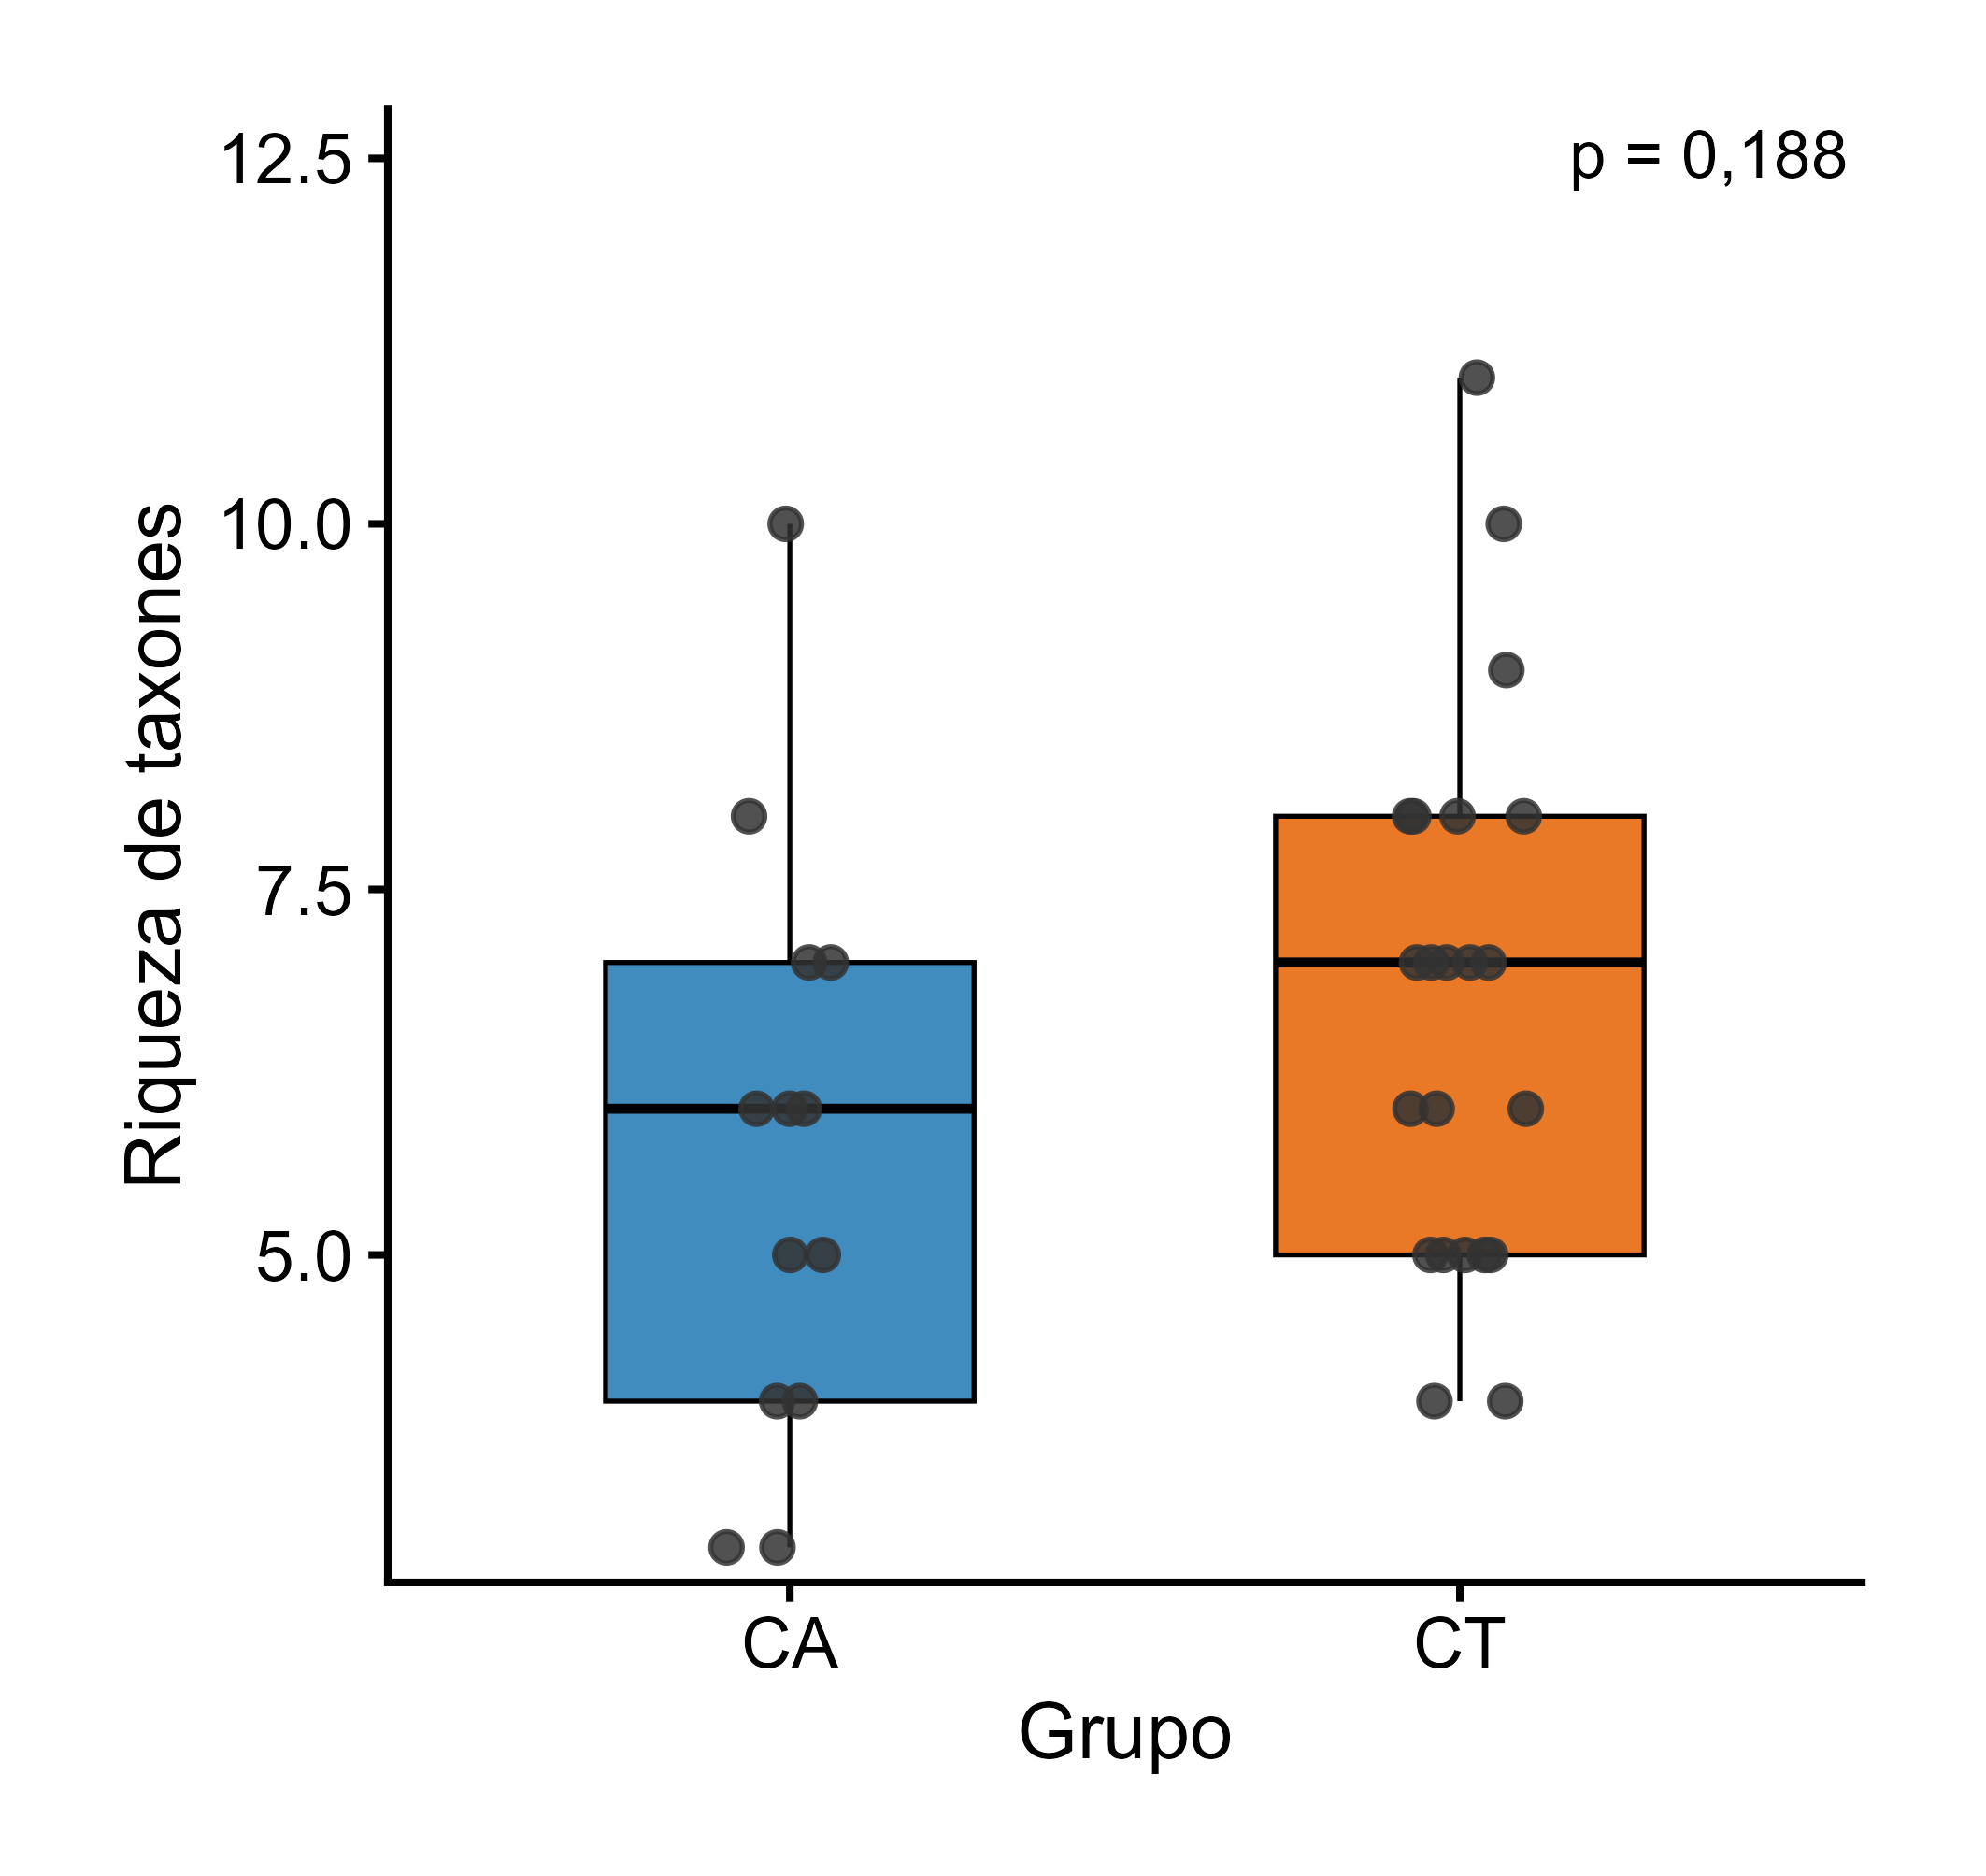 p = 0,188
12.5
10.0
7.5
5.0
Riqueza de taxones
CA
CT
Grupo